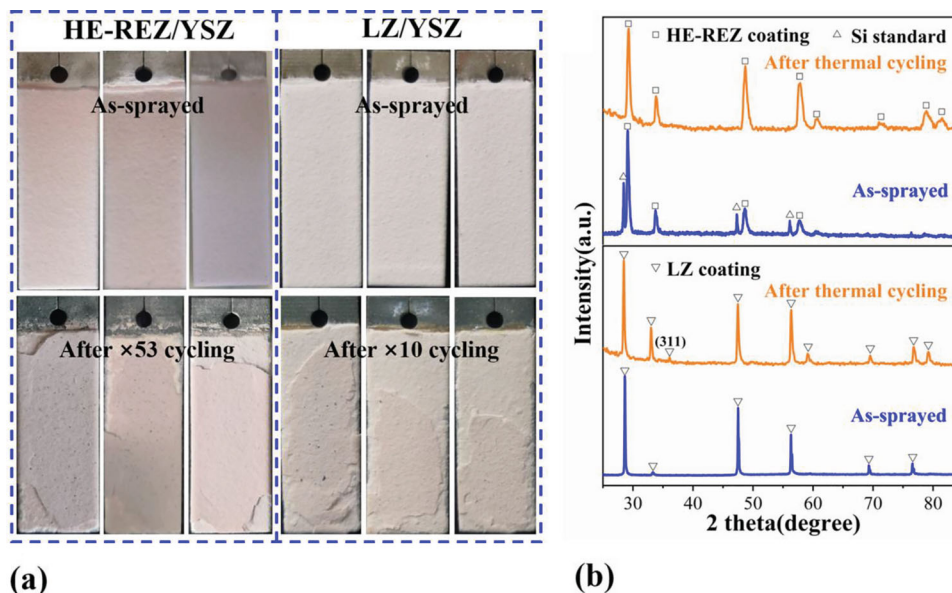 HE-REZ/YSZ
LZ/YSZ
As-sprayed
As-sprayed
After ×53 cycling
After ×10 cycling
(a)
□ HE-REZ coating △ Si standard
After thermal cycling
As-sprayed
▽ LZ coating
After thermal cycling
(311)
As-sprayed
Intensity(a.u.)
30 40 50 60 70 80
2 theta(degree)
(b)